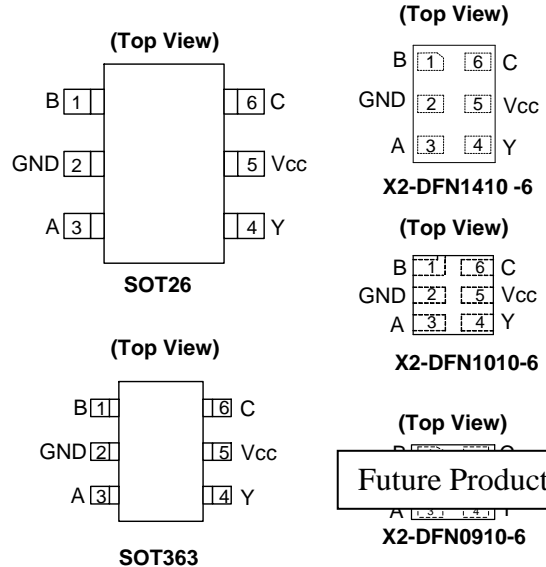 (Top View)
B 1 6 C
GND 2 5 Vcc
A 3 4 Y
SOT26
(Top View)
B 1 6 C
GND 2 5 Vcc
A 3 4 Y
SOT363
(Top View)
B 1 6 C
GND 2 5 Vcc
A 3 4 Y
X2-DFN1410 -6
(Top View)
B 1 6 C
GND 2 5 Vcc
A 3 4 Y
X2-DFN1010-6
(Top View)
Future Product
A 3 4
X2-DFN0910-6